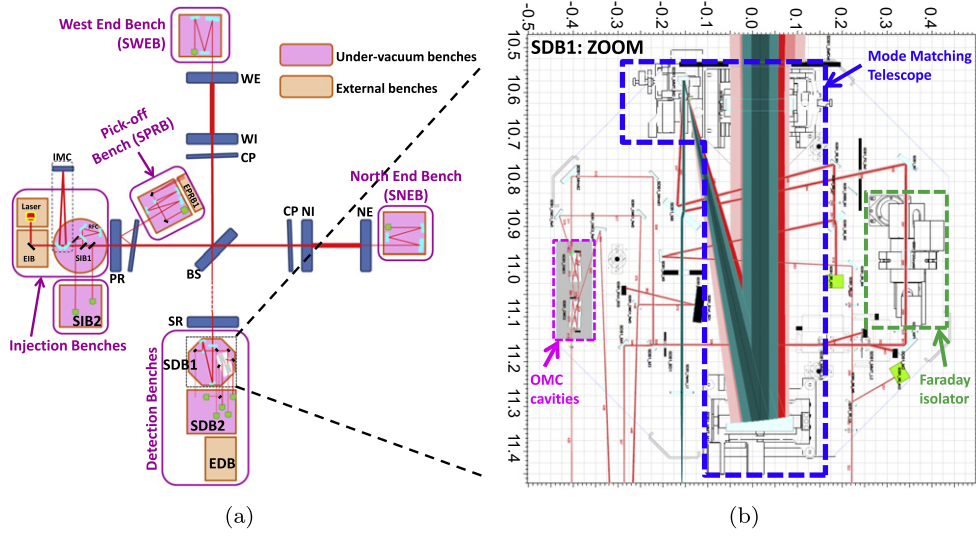 West End Bench
(SWEB)
Under-vacuum benches
External benches
WE
Pick-off
Bench (SPRB)
WI
CP
IMC
EPRB1
North End Bench
(SNEB)
Laser
EIB
RFC
SIB1
PR
BS
CP NI
NE
SIB2
Injection Benches
SR
Detection Benches
SDB1
SDB2
EDB
(a)
-0.5
-0.4
-0.3
-0.2
-0.1
0.0
0.1
0.2
0.3
0.4
10.5
10.6
10.7
10.8
10.9
11.0
11.1
11.2
11.3
11.4
SDB1: ZOOM
Mode Matching
Telescope
OMC
cavities
Faraday
isolator
(b)